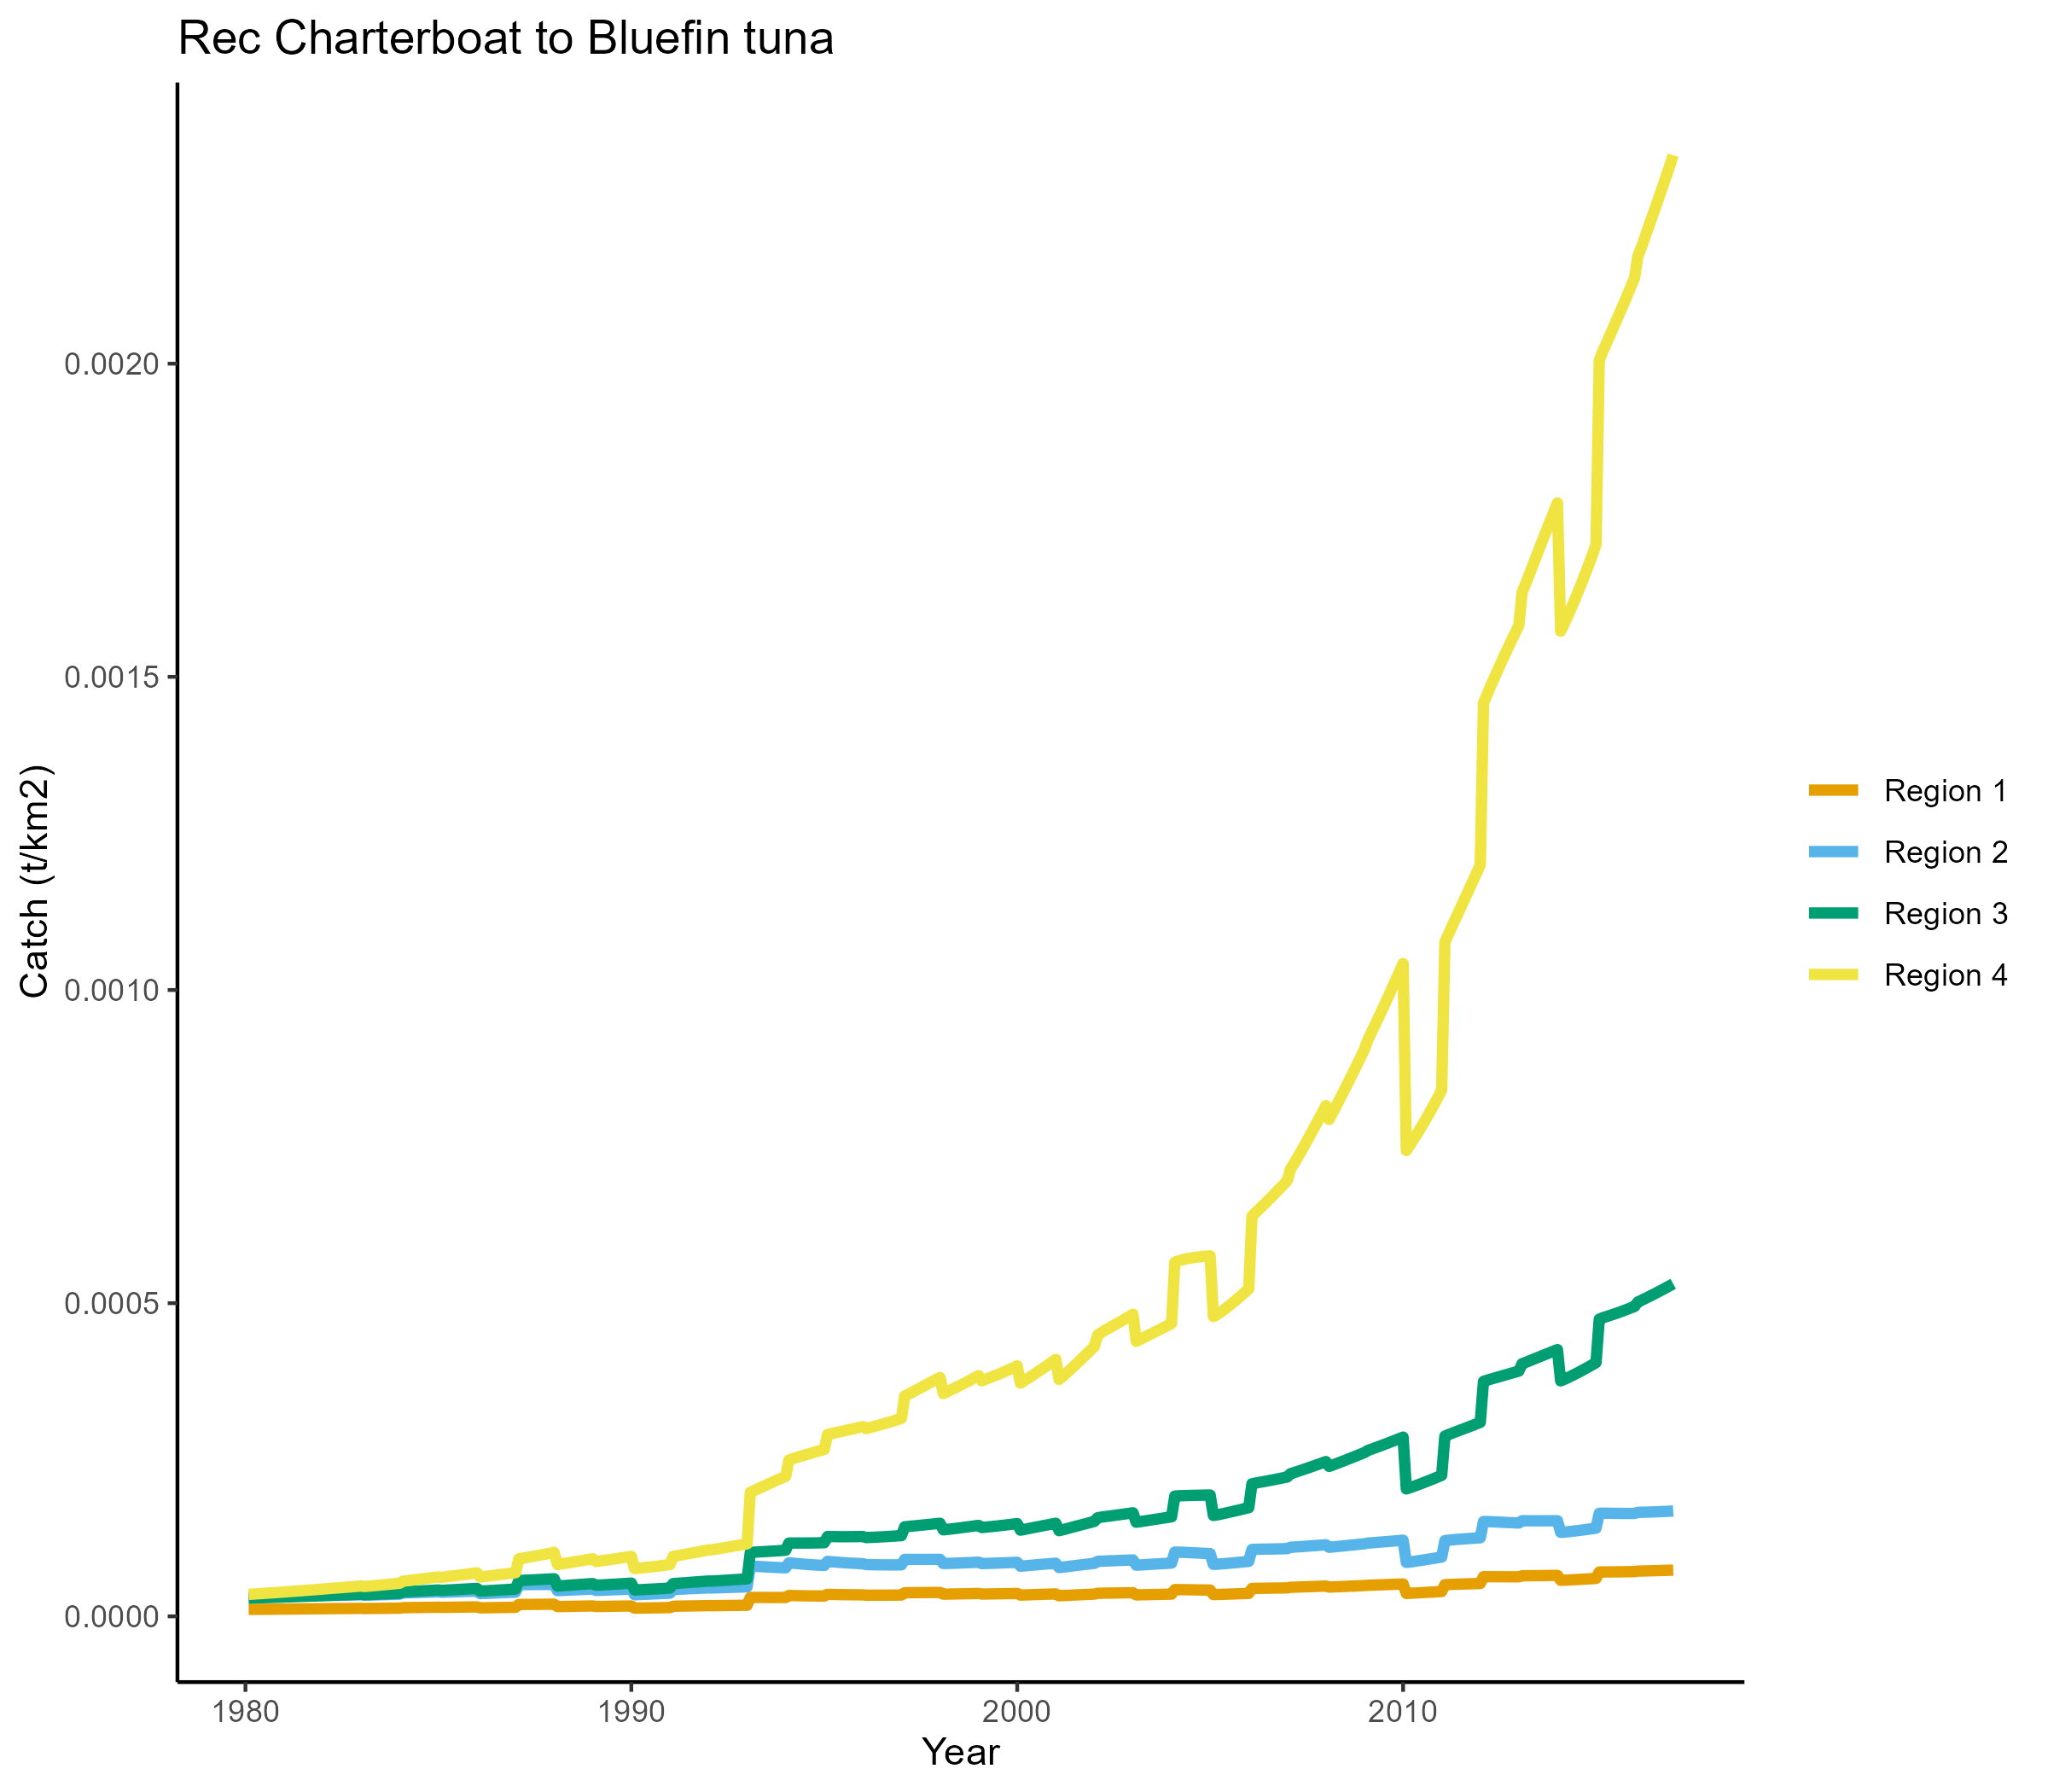 Rec Charterboat to Bluefin tuna
Catch (t/km2)
0.0020
0.0015
0.0010
0.0005
0.0000
1980 1990 2000 2010
Year
Region 1
Region 2
Region 3
Region 4